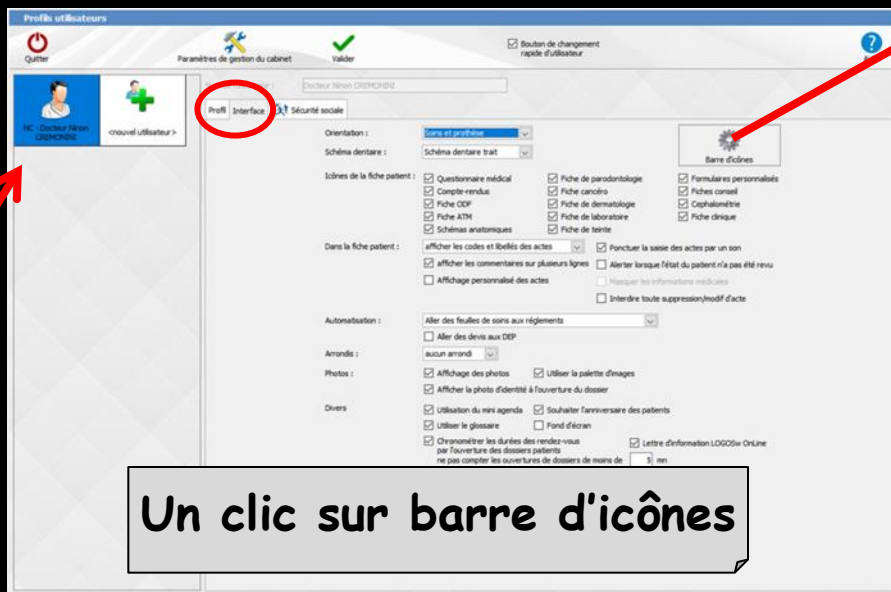 Profils utilisateurs
Quitter
Paramètres de gestion du cabinet
Valider
Bouton de changement
rapide d'utilisateur
Docteur Ninon CREMONINI
NC - Docteur Ninon
CREMONINI
<nouvel utilisateur>
Profil Interface Sécurité sociale
Orientation : Soins et prothèse
Schéma dentaire : Schéma dentaire trait
Barre d'icônes
Icônes de la fiche patient : Questionnaire médical Fiche de parodontologie Formulaires personnalisés
Compte-rendus Fiche cancéro Fiches conseil
Fiche ODF Fiche de dermatologie Cephalométrie
Fiche ATM Fiche de laboratoire Fiche clinique
Schémas anatomiques Fiche de teinte
Dans la fiche patient : afficher les codes et libellés des actes Ponctuer la saisie des actes par un son
afficher les commentaires sur plusieurs lignes Alerter lorsque l'état du patient n'a pas été revu
Affichage personnalisé des actes Masquer les informations médicales
Interdire toute suppression/modif d'acte
Automatisation : Aller des feuilles de soins aux réglements
Aller des devis aux DEP
Arrondis : aucun arrondi
Photos : Affichage des photos Utiliser la palette d'images
Afficher la photo d'identité à l'ouverture du dossier
Divers Utilisation du mini agenda Souhaiter l'anniversaire des patients
Utiliser le glossaire Fond d'écran
Chronométrer les durées des rendez-vous Lettre d'information LOGOSw OnLine
par l'ouverture des dossiers patients
ne pas compter les ouvertures de dossiers de moins de 5 mn
Un clic sur barre d'icônes